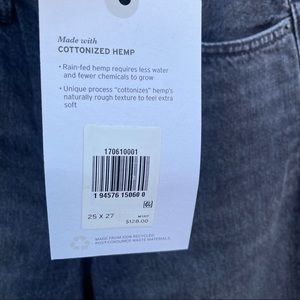 Made with
COTTONIZED HEMP
• Rain-fed hemp requires less water
and fewer chemicals to grow
• Unique process "cottonizes" hemp's
naturally rough texture to feel extra
soft
170610001
1 94576 15060 0
25 X 27
MSRP
$128.00
MADE FROM 100% RECYCLED
POST-CONSUMER WASTE MATERIALS.